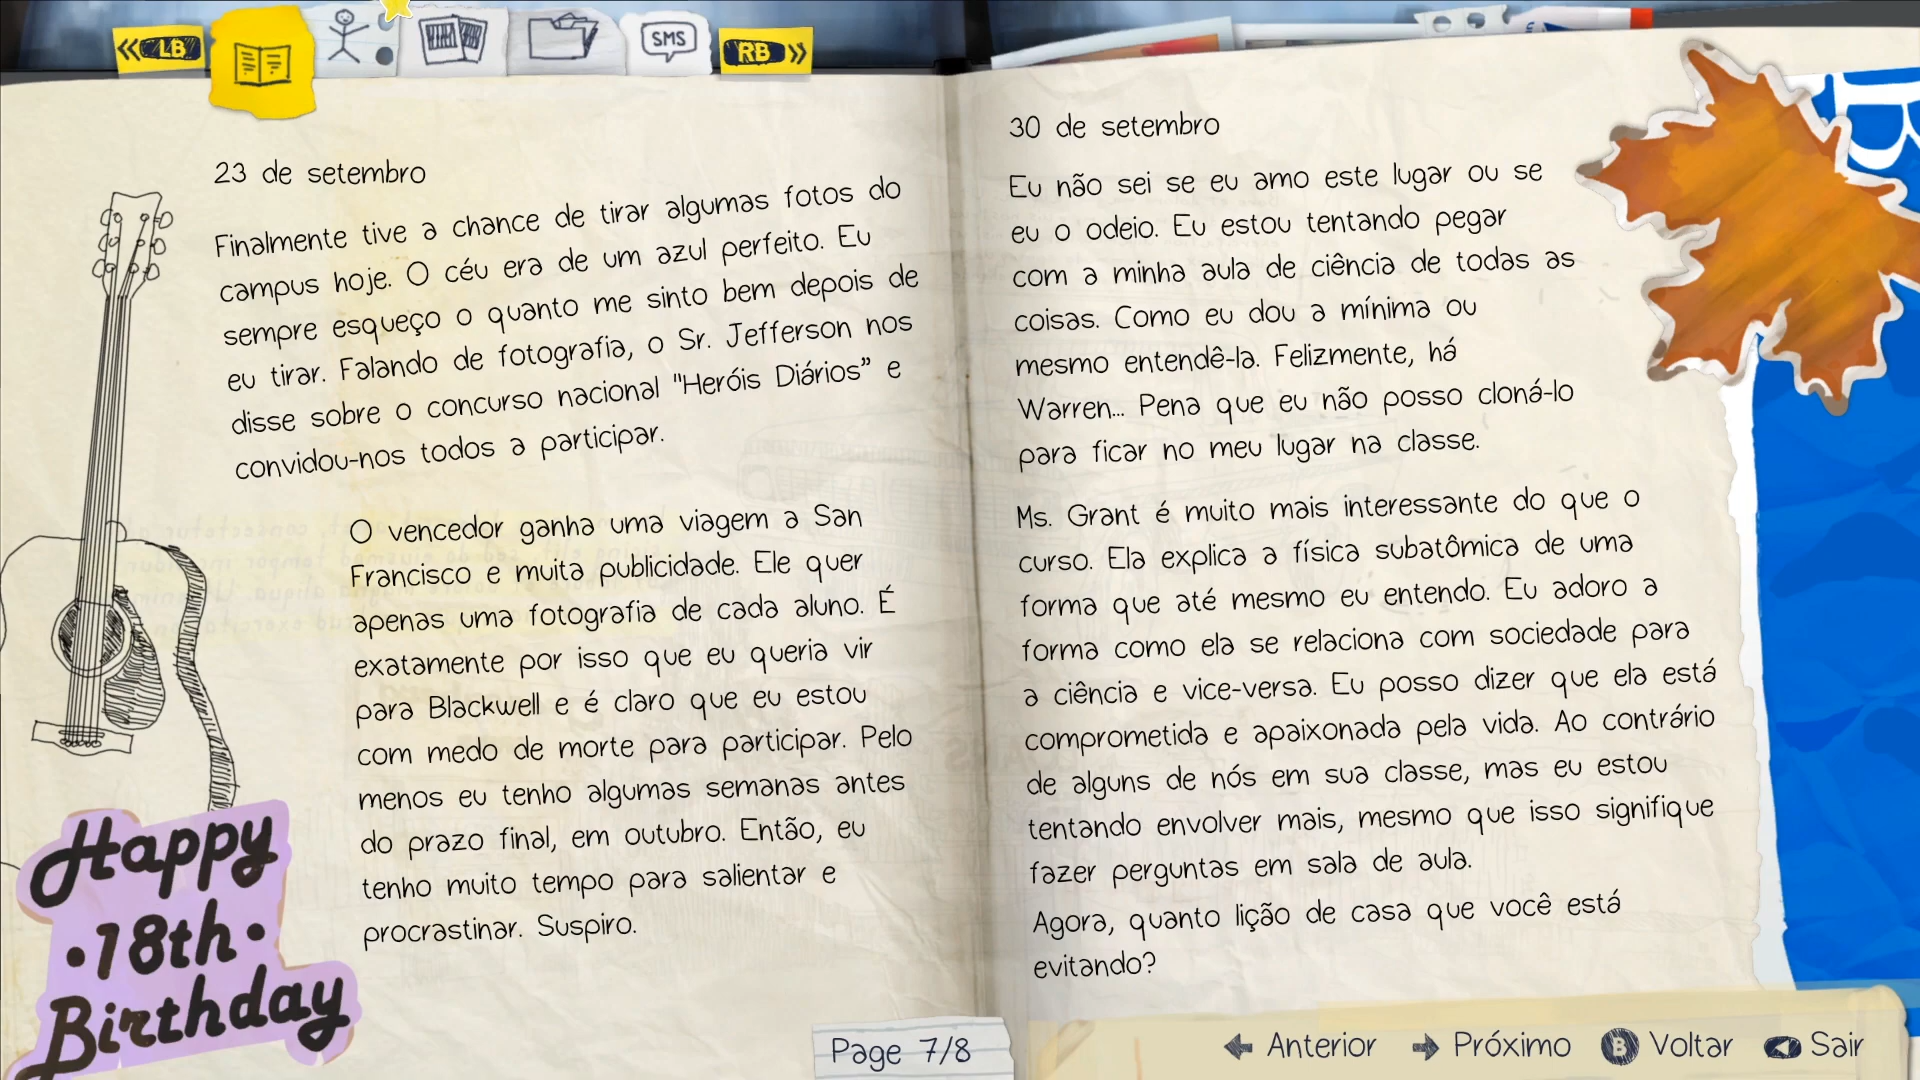 LB
SMS
RB
23 de setembro
Finalmente tive a chance de tirar algumas fotos do
campus hoje. O céu era de um azul perfeito. Eu
sempre esqueço o quanto me sinto bem depois de
eu tirar. Falando de fotografia, o Sr. Jefferson nos
disse sobre o concurso nacional "Heróis Diários” e
convidou-nos todos a participar.
O vencedor ganha uma viagem a San
Francisco e muita publicidade. Ele quer
apenas uma fotografia de cada aluno. É
exatamente por isso que eu queria vir
para Blackwell e é claro que eu estou
com medo de morte para participar. Pelo
menos eu tenho algumas semanas antes
do prazo final, em outubro. Então, eu
tenho muito tempo para salientar e
procrastinar. Suspiro.
Happy
•18th•
Birthday
30 de setembro
Eu não sei se eu amo este lugar ou se
eu o odeio. Eu estou tentando pegar
com a minha aula de ciência de todas as
coisas. Como eu dou a mínima ou
mesmo entendê-la. Felizmente, há
Warren... Pena que eu não posso cloná-lo
para ficar no meu lugar na classe.
Ms. Grant é muito mais interessante do que o
curso. Ela explica a física subatômica de uma
forma que até mesmo eu entendo. Eu adoro a
forma como ela se relaciona com sociedade para
a ciência e vice-versa. Eu posso dizer que ela está
comprometida e apaixonada pela vida. Ao contrário
de alguns de nós em sua classe, mas eu estou
tentando envolver mais, mesmo que isso signifique
fazer perguntas em sala de aula.
Agora, quanto lição de casa que você está
evitando?
B
Page 7/8
Anterior
Próximo
B Voltar
Sair